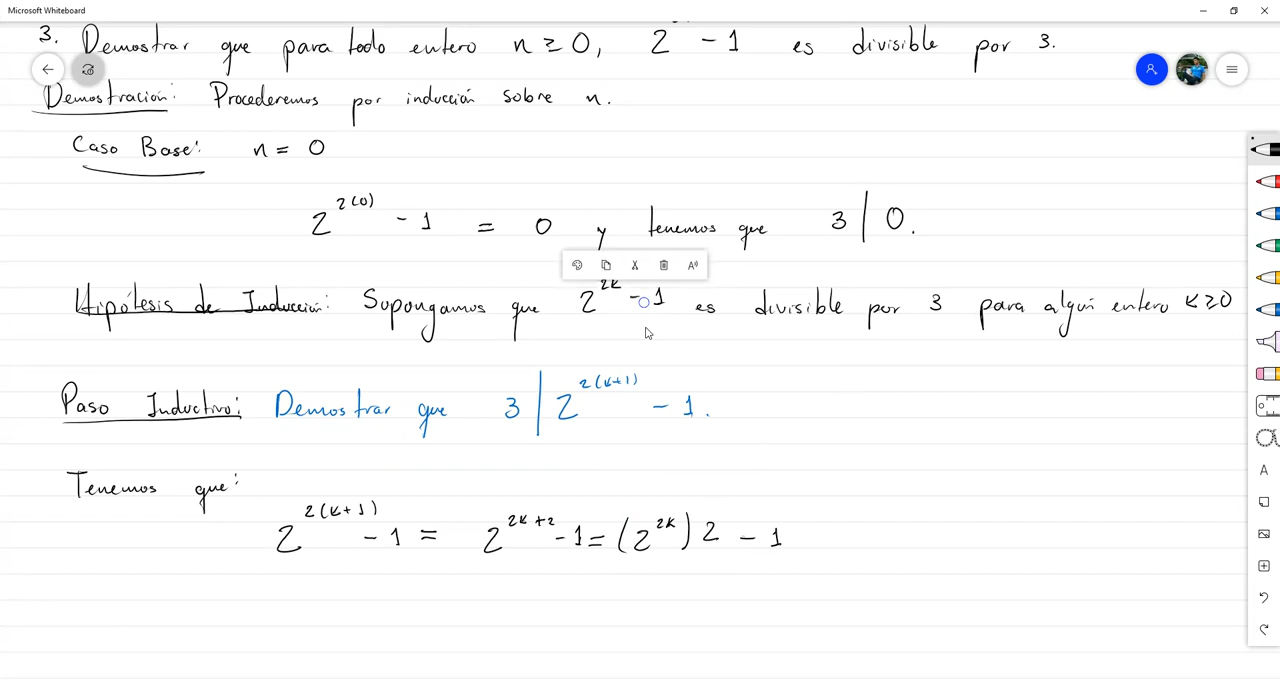 Microsoft Whiteboard
3. Demostrar que para todo entero n ≥ 0, 2 - 1 es divisible por 3.
Demostración: Procederemos por inducción sobre n.
Caso Base: n = 0
2^{2(0)} - 1 = 0 y tenemos que 3 | 0.
Hipótesis de Inducción: Supongamos que 2^{2k} - 1 es divisible por 3 para algún entero k ≥ 0
Paso Inductivo: Demostrar que 3 | 2^{2(k+1)} - 1.
Tenemos que:
2^{2(k+1)} - 1 = 2^{2k+2} - 1 = (2^{2k}) 2 - 1